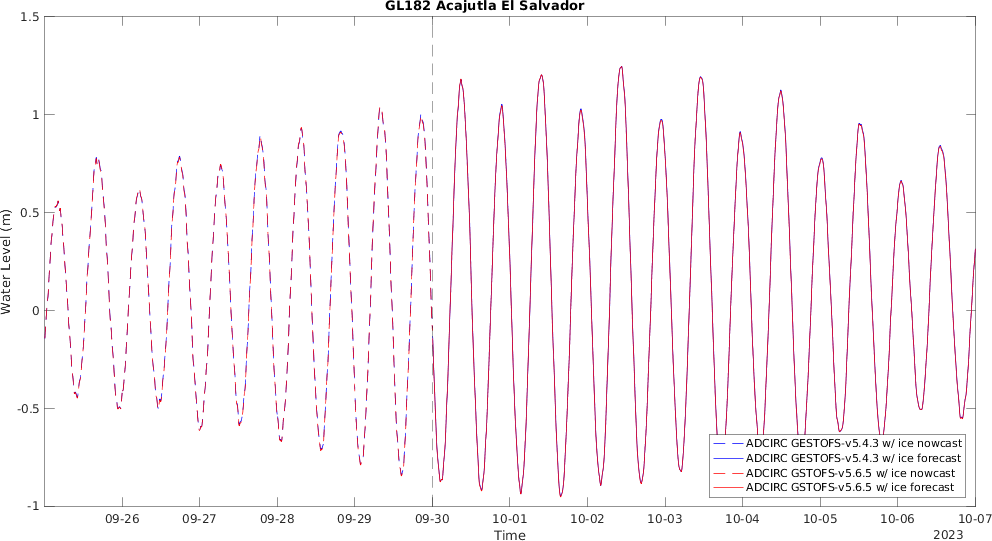 GL182 Acajutla El Salvador
1.5
1
0.5
0
-0.5
-1
Water Level (m)
09-26 09-27 09-28 09-29 09-30 10-01 10-02 10-03 10-04 10-05 10-06 10-07
Time
2023
ADCIRC GESTOFS-v5.4.3 w/ ice nowcast
ADCIRC GESTOFS-v5.4.3 w/ ice forecast
ADCIRC GSTOFS-v5.6.5 w/ ice nowcast
ADCIRC GSTOFS-v5.6.5 w/ ice forecast